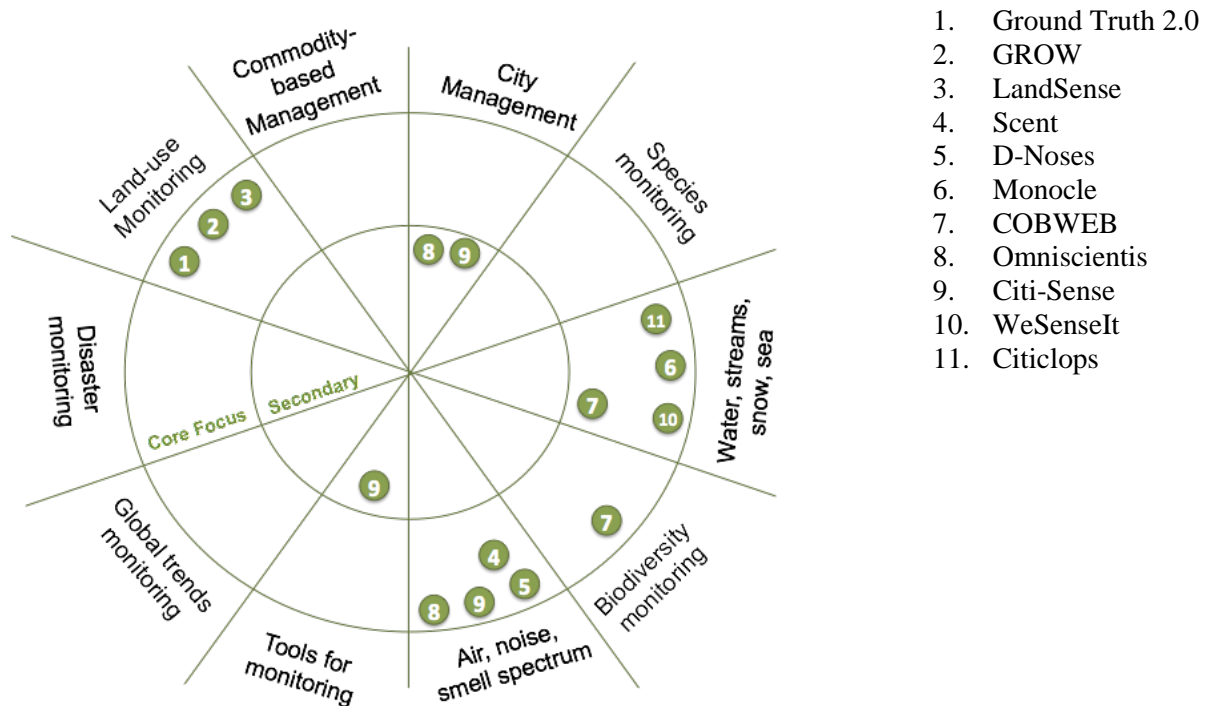 Commodity-
based
Management
City
Management
Species
monitoring
Water, streams,
snow, sea
Biodiversity
monitoring
Air, noise,
smell spectrum
Tools for
monitoring
Global trends
monitoring
Disaster
monitoring
Land-use
Monitoring
Core Focus
Secondary
3
2
1
8
9
11
6
7
10
7
9
4
5
9
8
1. Ground Truth 2.0
2. GROW
3. LandSense
4. Scent
5. D-Noses
6. Monocle
7. COBWEB
8. Omniscientis
9. Citi-Sense
10. WeSenseIt
11. Citiclops